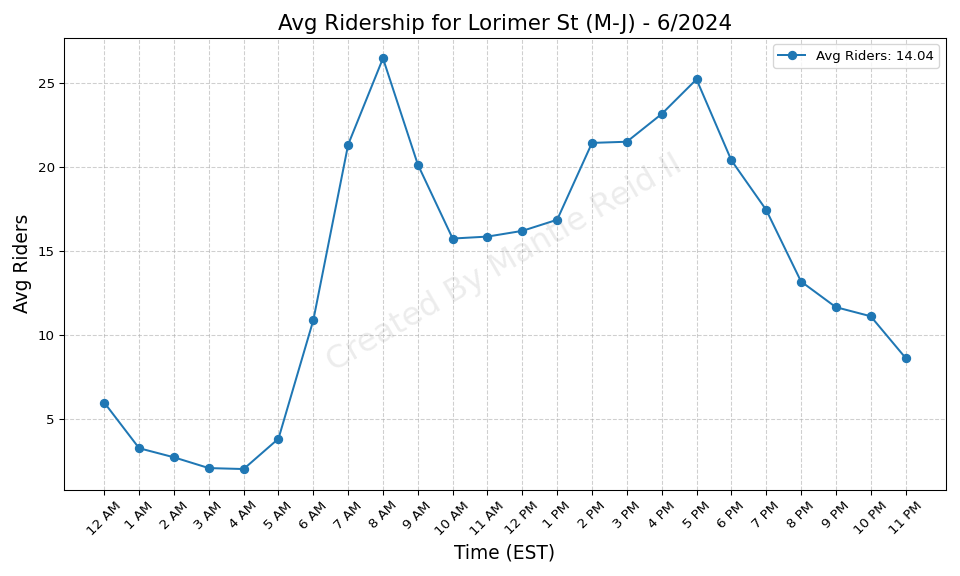 Avg Ridership for Lorimer St (M-J) - 6/2024
Avg Riders: 14.04
Avg Riders
25
20
15
10
5
Created By Mantle Reid II
12 AM
1 AM
2 AM
3 AM
4 AM
5 AM
6 AM
7 AM
8 AM
9 AM
10 AM
11 AM
12 PM
1 PM
2 PM
3 PM
4 PM
5 PM
6 PM
7 PM
8 PM
9 PM
10 PM
11 PM
Time (EST)